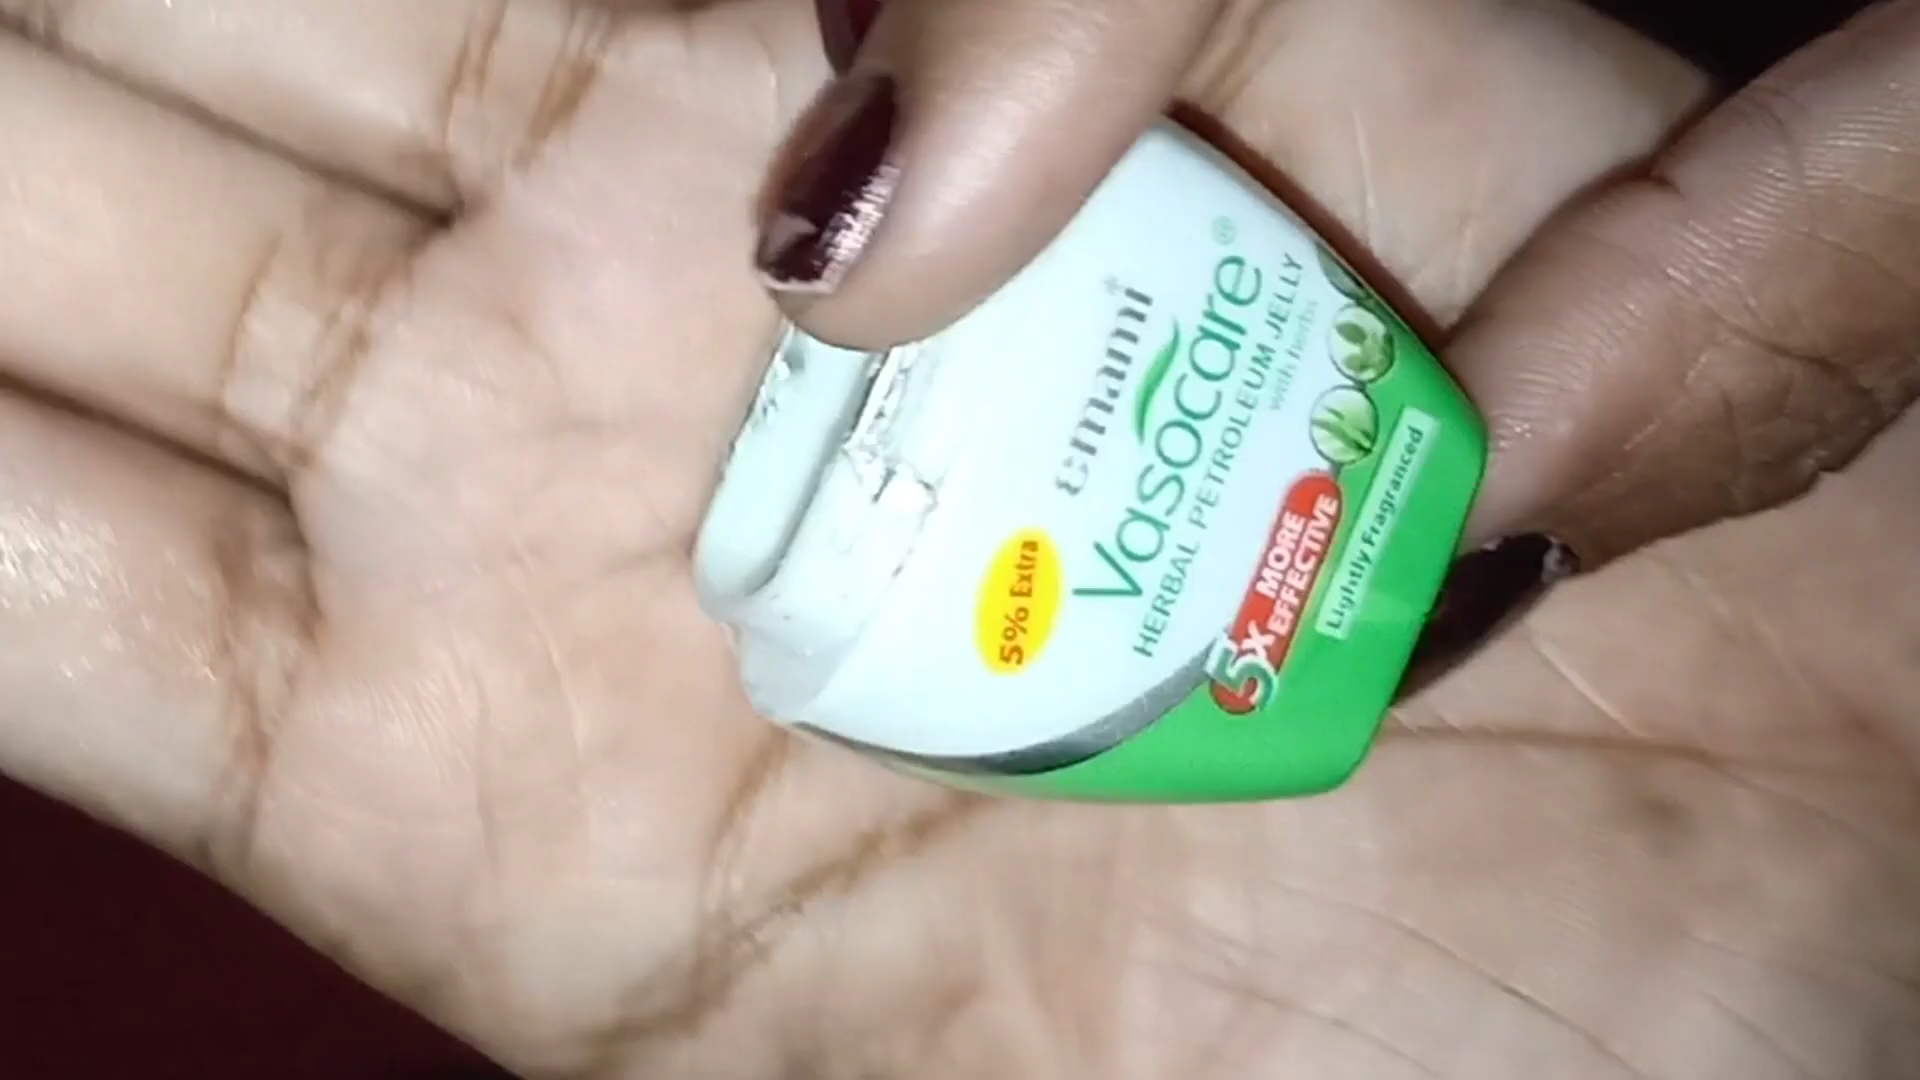 emami®
Vasocare®
HERBAL PETROLEUM JELLY
with herbs
5% Extra
5X MORE
EFFECTIVE
Lightly Fragranced